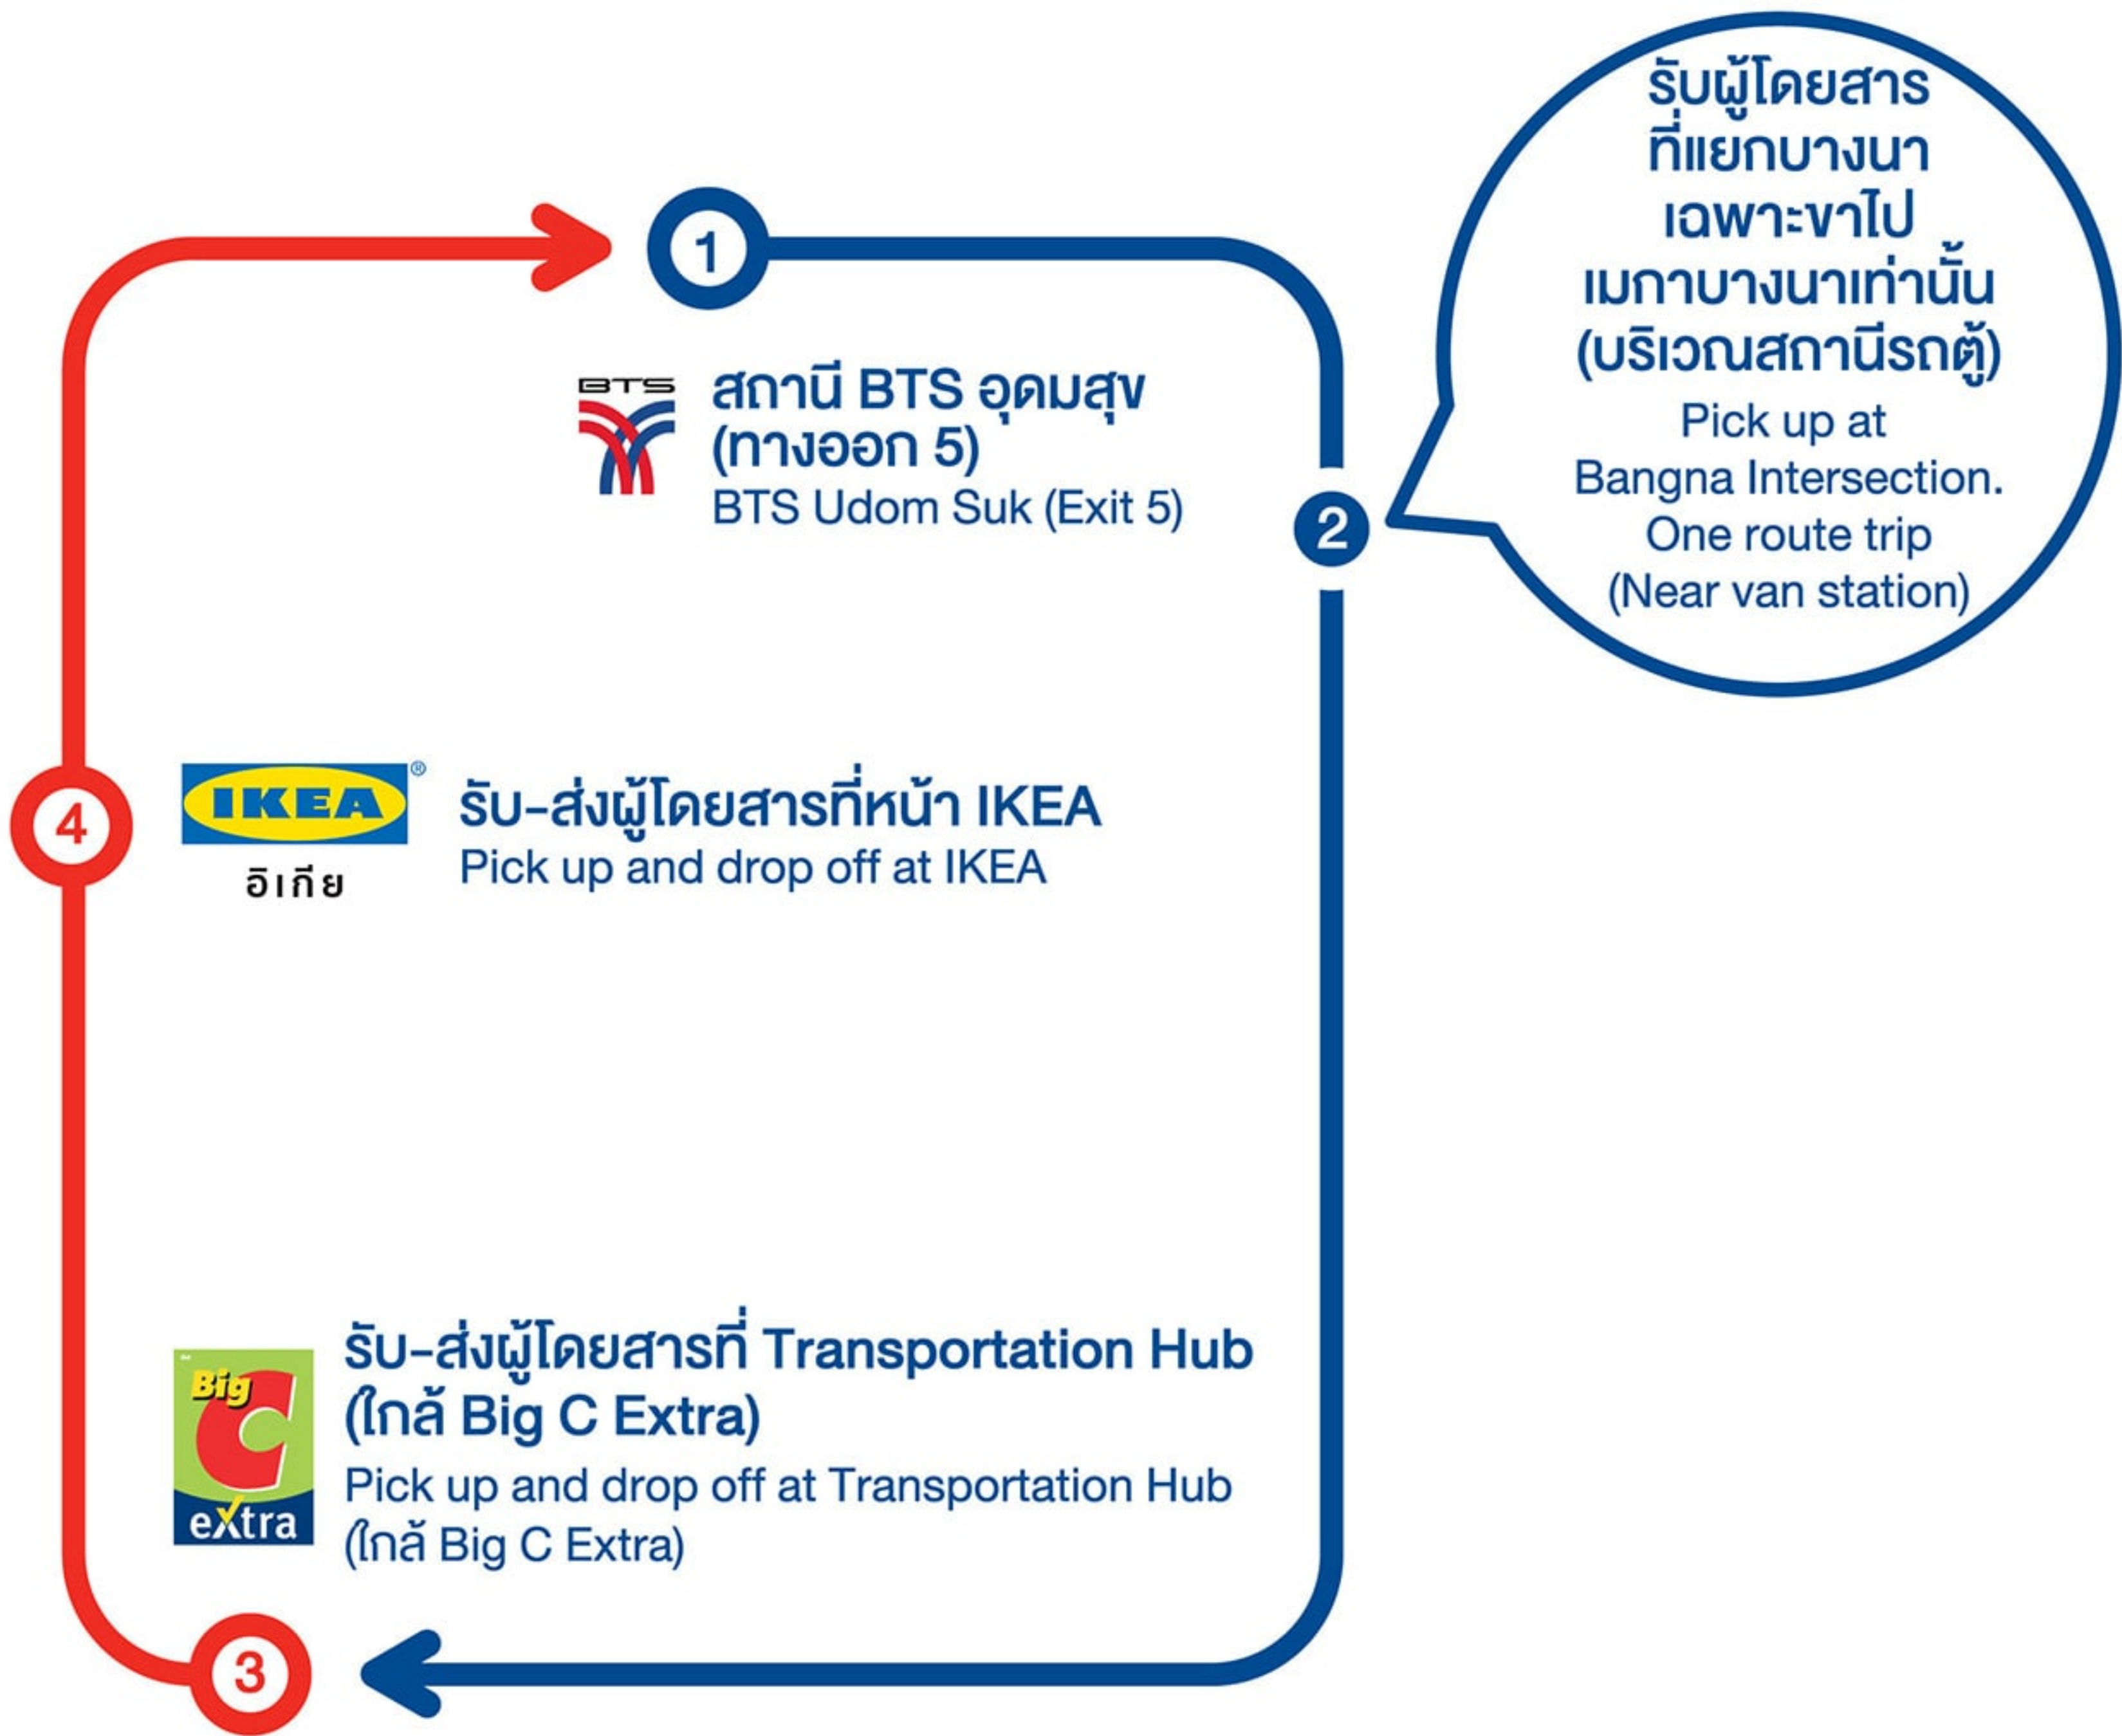 1
BTS
สถานี BTS อุดมสุข
(ทางออก 5)
BTS Udom Suk (Exit 5)
2
รับผู้โดยสาร
ที่แยกบางนา
เฉพาะขาไป
เมกาบางนาเท่านั้น
(บริเวณสถานีรถตู้)
Pick up at
Bangna Intersection.
One route trip
(Near van station)
4
IKEA®
อิเกีย
รับ-ส่งผู้โดยสารที่หน้า IKEA
Pick up and drop off at IKEA
Big
C
extra
รับ-ส่งผู้โดยสารที่ Transportation Hub
(ใกล้ Big C Extra)
Pick up and drop off at Transportation Hub
(ใกล้ Big C Extra)
3